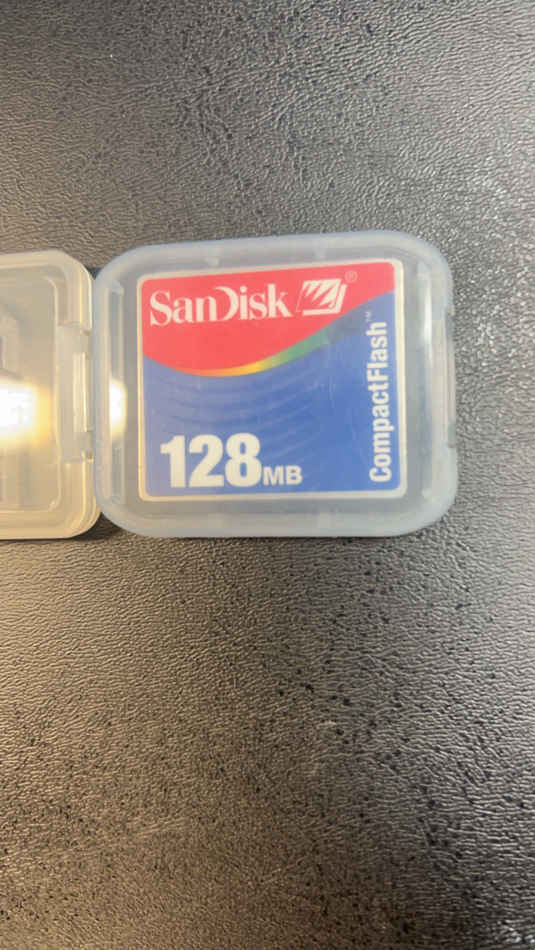 SanDisk ®
CompactFlash™
128MB